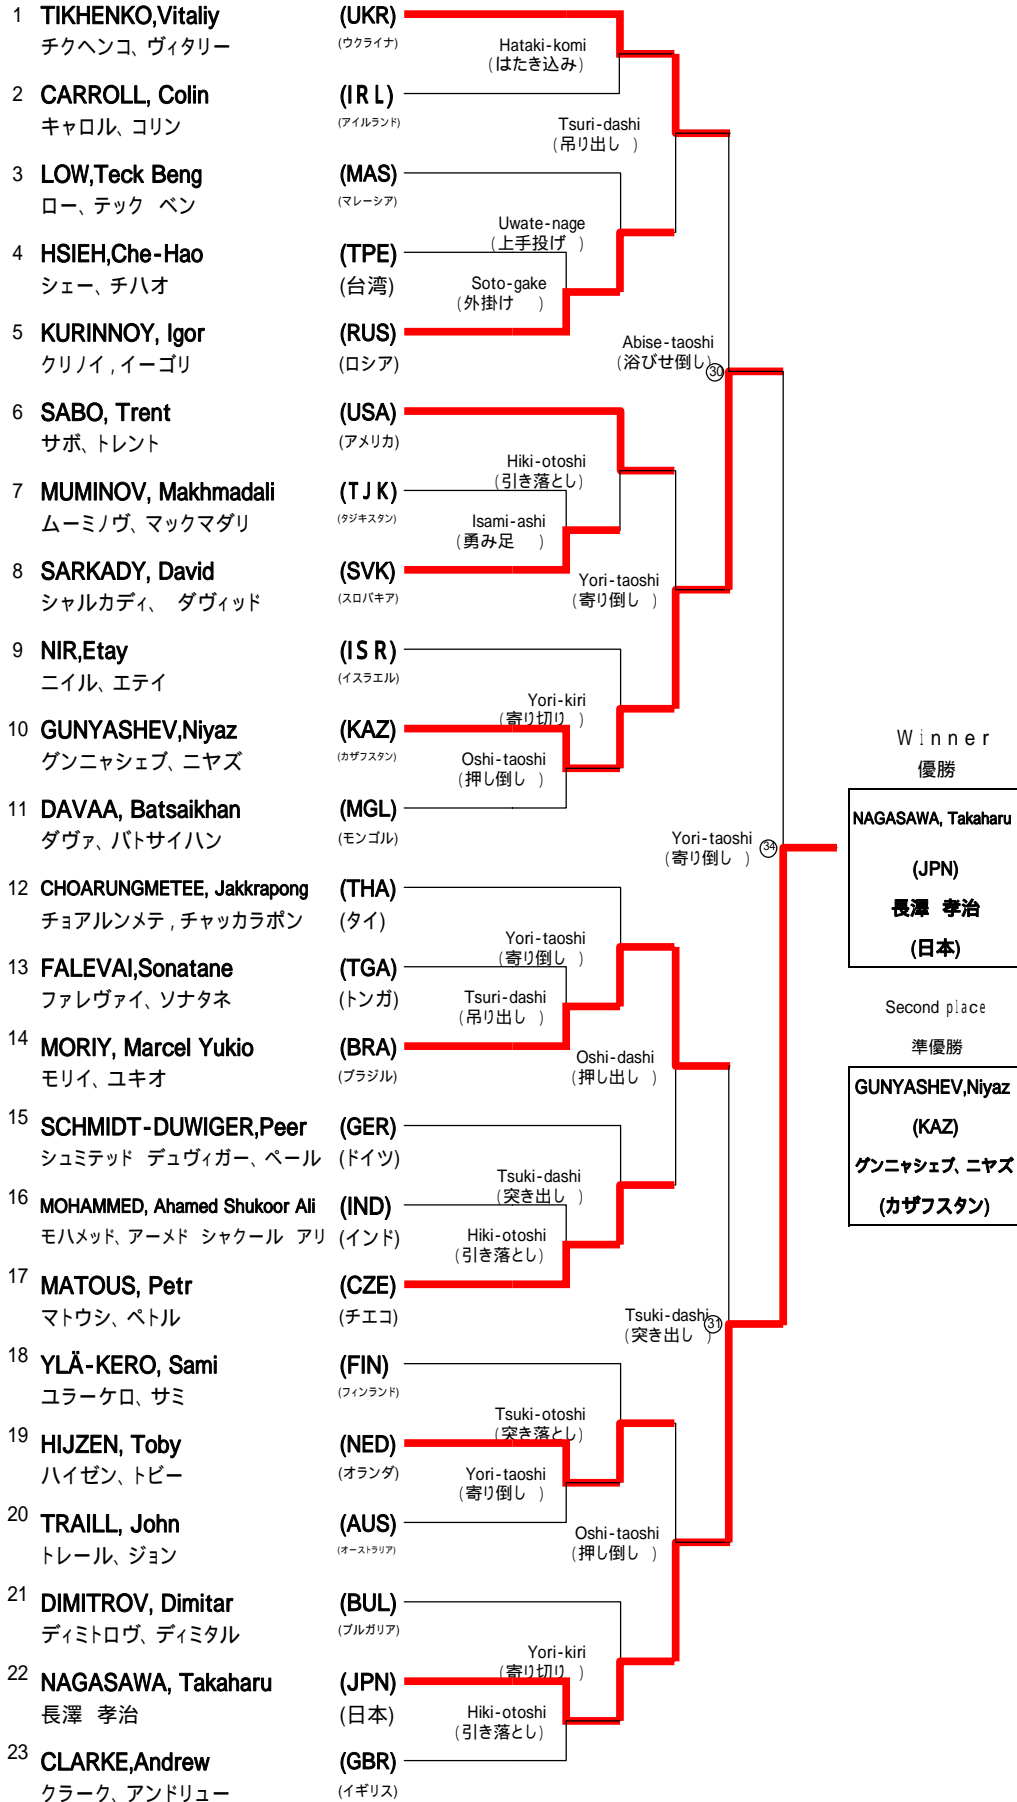 1 TIKHENKO,Vitaliy (UKR)
チクヘンコ、ヴィタリー (ウクライナ)
Hataki-komi
(はたき込み)
2 CARROLL, Colin (IRL)
キャロル、コリン (アイルランド)
Tsuri-dashi
(吊り出し )
3 LOW,Teck Beng (MAS)
ロー、テック ベン (マレーシア)
Uwate-nage
(上手投げ )
4 HSIEH,Che-Hao (TPE)
シェー、チハオ (台湾)
Soto-gake
(外掛け )
5 KURINNOY, Igor (RUS)
クリノイ,イーゴリ (ロシア)
Abise-taoshi
(浴びせ倒し) 30
6 SABO, Trent (USA)
サボ、トレント (アメリカ)
Hiki-otoshi
(引き落とし)
7 MUMINOV, Makhmadali (TJK)
ムーミノヴ、マックマダリ (タジキスタン)
Isami-ashi
(勇み足 )
8 SARKADY, David (SVK)
シャルカディ、 ダヴィッド (スロバキア)
Yori-taoshi
(寄り倒し )
9 NIR,Etay (ISR)
ニイル、エテイ (イスラエル)
Yori-kiri
(寄り切り )
10 GUNYASHEV,Niyaz (KAZ)
グンニャシェブ、ニヤズ (カザフスタン)
Oshi-taoshi
(押し倒し )
11 DAVAA, Batsaikhan (MGL)
ダヴァ、バトサイハン (モンゴル)
Yori-taoshi
(寄り倒し ) 34
Winner
優勝
NAGASAWA, Takaharu
(JPN)
長澤 孝治
(日本)
12 CHOARUNGMETEE, Jakkrapong (THA)
チョアルンメテ,チャッカラポン (タイ)
Yori-taoshi
(寄り倒し )
13 FALEVAI,Sonatane (TGA)
ファレヴァイ、ソナタネ (トンガ)
Tsuri-dashi
(吊り出し )
Second place
準優勝
GUNYASHEV,Niyaz
(KAZ)
グンニャシェブ、ニヤズ
(カザフスタン)
14 MORIY, Marcel Yukio (BRA)
モリイ、ユキオ (ブラジル)
Oshi-dashi
(押し出し )
15 SCHMIDT-DUWIGER,Peer (GER)
シュミテッド デュヴィガー、ペール (ドイツ)
Tsuki-dashi
(突き出し )
16 MOHAMMED, Ahamed Shukoor Ali (IND)
モハメッド、アーメド シャクール アリ (インド)
Hiki-otoshi
(引き落とし)
17 MATOUS, Petr (CZE)
マトウシ、ペトル (チエコ)
Tsuki-dashi
(突き出し ) 31
18 YLÄ-KERO, Sami (FIN)
ユラーケロ、サミ (フィンランド)
Tsuki-otoshi
(突き落とし)
19 HIJZEN, Toby (NED)
ハイゼン、トビー (オランダ)
Yori-taoshi
(寄り倒し )
20 TRAILL, John (AUS)
トレール、ジョン (オーストラリア)
Oshi-taoshi
(押し倒し )
21 DIMITROV, Dimitar (BUL)
ディミトロヴ、ディミタル (ブルガリア)
Yori-kiri
(寄り切り )
22 NAGASAWA, Takaharu (JPN)
長澤 孝治 (日本)
Hiki-otoshi
(引き落とし)
23 CLARKE,Andrew (GBR)
クラーク、アンドリュー (イギリス)